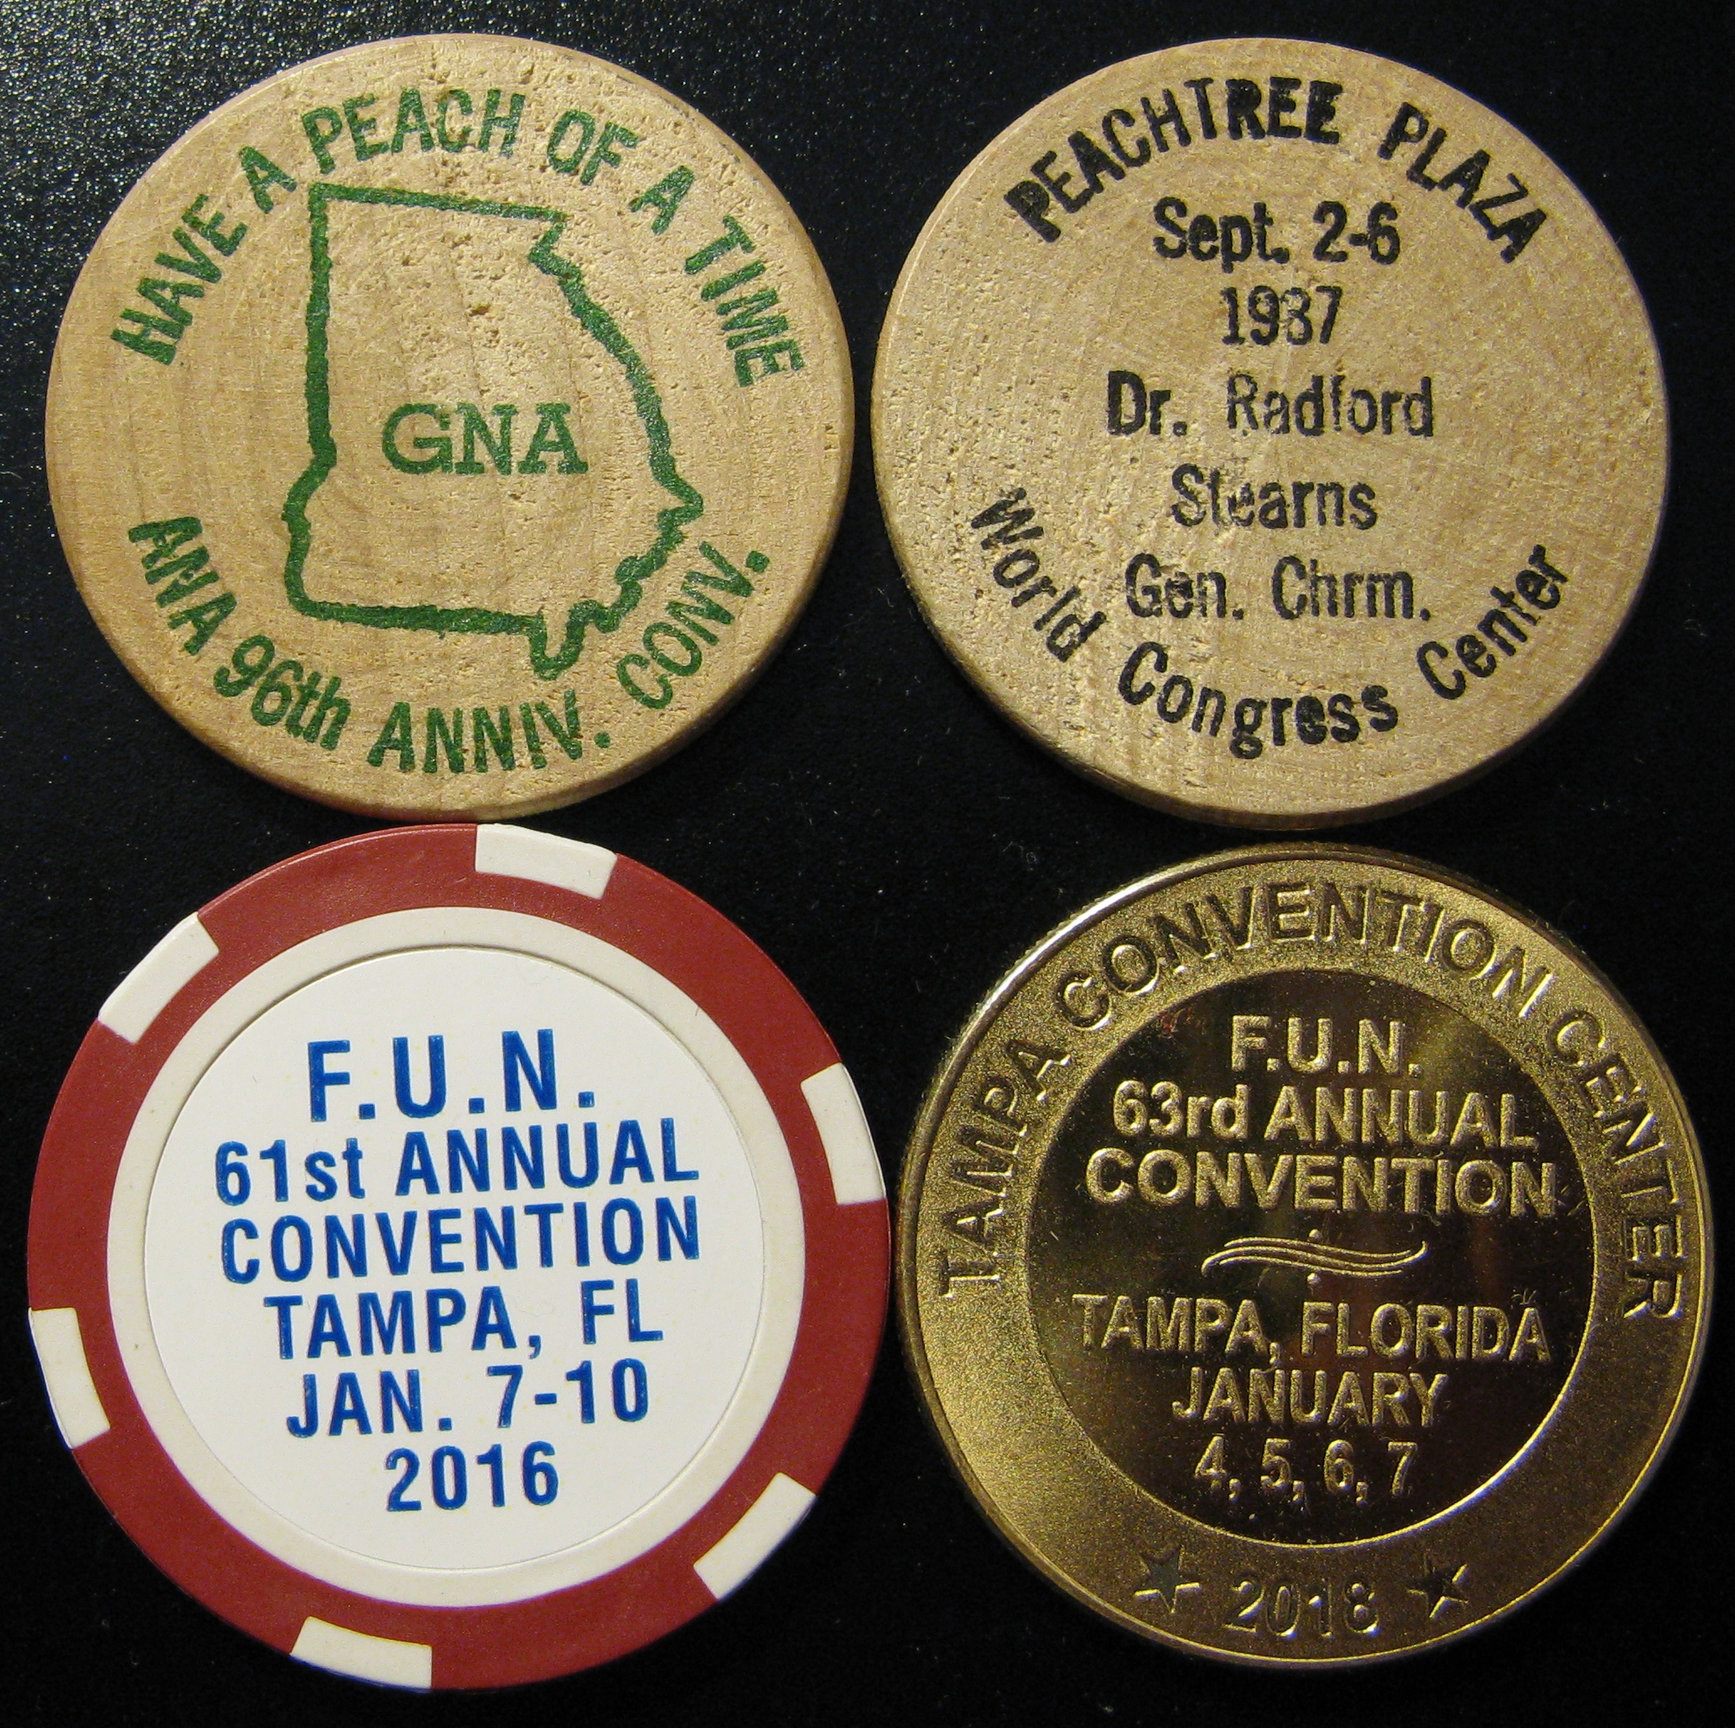 HAVE A PEACH OF A TIME
GNA
ANA 96th ANNIV. CONV.
PEACHTREE PLAZA
Sept. 2-6
1987
Dr. Radford
Stearns
Gen. Chrm.
World Congress Center
F.U.N.
61st ANNUAL
CONVENTION
TAMPA, FL
JAN. 7-10
2016
TAMPA CONVENTION CENTER
F.U.N.
63rd ANNUAL
CONVENTION
TAMPA, FLORIDA
JANUARY
4, 5, 6, 7
2018